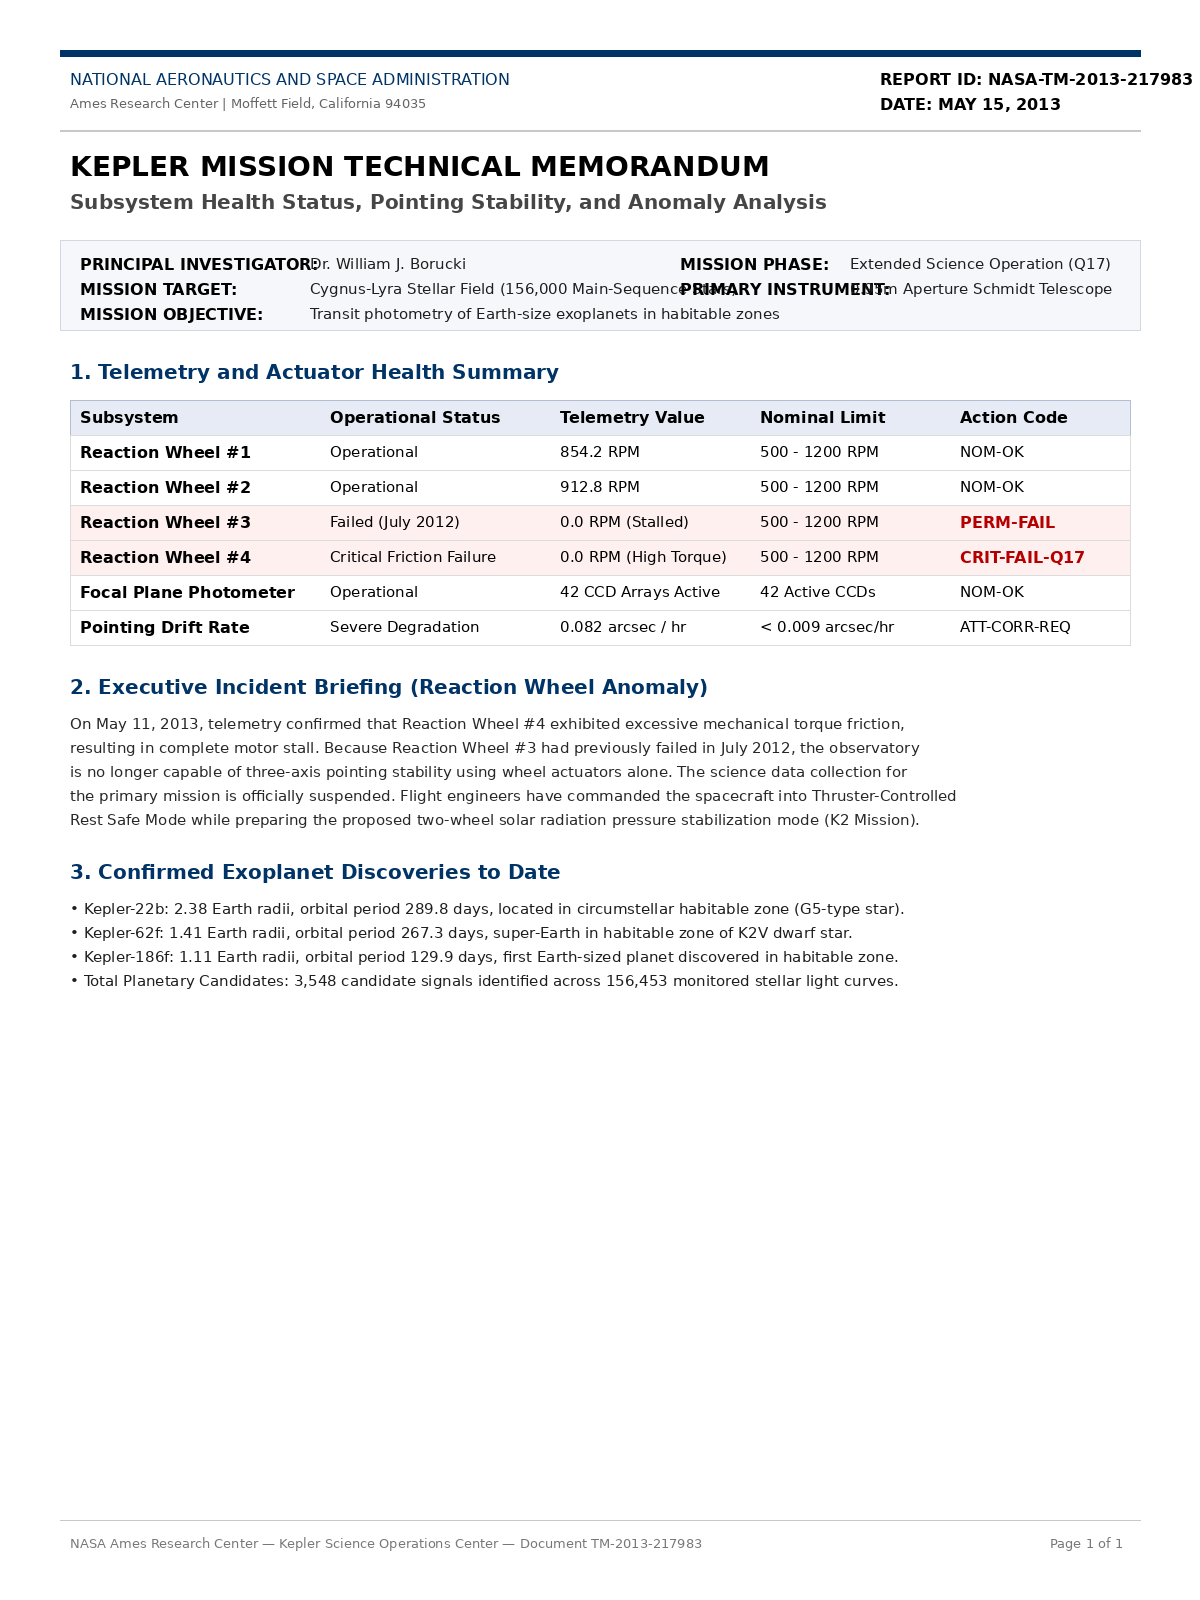 NATIONAL AERONAUTICS AND SPACE ADMINISTRATION
REPORT ID: NASA-TM-2013-217983
Ames Research Center | Moffett Field, California 94035
DATE: MAY 15, 2013
KEPLER MISSION TECHNICAL MEMORANDUM
Subsystem Health Status, Pointing Stability, and Anomaly Analysis
PRINCIPAL INVESTIGATOR: Dr. William J. Borucki MISSION PHASE: Extended Science Operation (Q17)
MISSION TARGET: Cygnus-Lyra Stellar Field (156,000 Main-Sequence PRIMARY INSTRUMENT: Aperture Schmidt Telescope
MISSION OBJECTIVE: Transit photometry of Earth-size exoplanets in habitable zones
1. Telemetry and Actuator Health Summary
Subsystem Operational Status Telemetry Value Nominal Limit Action Code
Reaction Wheel #1 Operational 854.2 RPM 500 - 1200 RPM NOM-OK
Reaction Wheel #2 Operational 912.8 RPM 500 - 1200 RPM NOM-OK
Reaction Wheel #3 Failed (July 2012) 0.0 RPM (Stalled) 500 - 1200 RPM PERM-FAIL
Reaction Wheel #4 Critical Friction Failure 0.0 RPM (High Torque) 500 - 1200 RPM CRIT-FAIL-Q17
Focal Plane Photometer Operational 42 CCD Arrays Active 42 Active CCDs NOM-OK
Pointing Drift Rate Severe Degradation 0.082 arcsec / hr < 0.009 arcsec/hr ATT-CORR-REQ
2. Executive Incident Briefing (Reaction Wheel Anomaly)
On May 11, 2013, telemetry confirmed that Reaction Wheel #4 exhibited excessive mechanical torque friction,
resulting in complete motor stall. Because Reaction Wheel #3 had previously failed in July 2012, the observatory
is no longer capable of three-axis pointing stability using wheel actuators alone. The science data collection for
the primary mission is officially suspended. Flight engineers have commanded the spacecraft into Thruster-Controlled
Rest Safe Mode while preparing the proposed two-wheel solar radiation pressure stabilization mode (K2 Mission).
3. Confirmed Exoplanet Discoveries to Date
• Kepler-22b: 2.38 Earth radii, orbital period 289.8 days, located in circumstellar habitable zone (G5-type star).
• Kepler-62f: 1.41 Earth radii, orbital period 267.3 days, super-Earth in habitable zone of K2V dwarf star.
• Kepler-186f: 1.11 Earth radii, orbital period 129.9 days, first Earth-sized planet discovered in habitable zone.
• Total Planetary Candidates: 3,548 candidate signals identified across 156,453 monitored stellar light curves.
NASA Ames Research Center — Kepler Science Operations Center — Document TM-2013-217983
Page 1 of 1